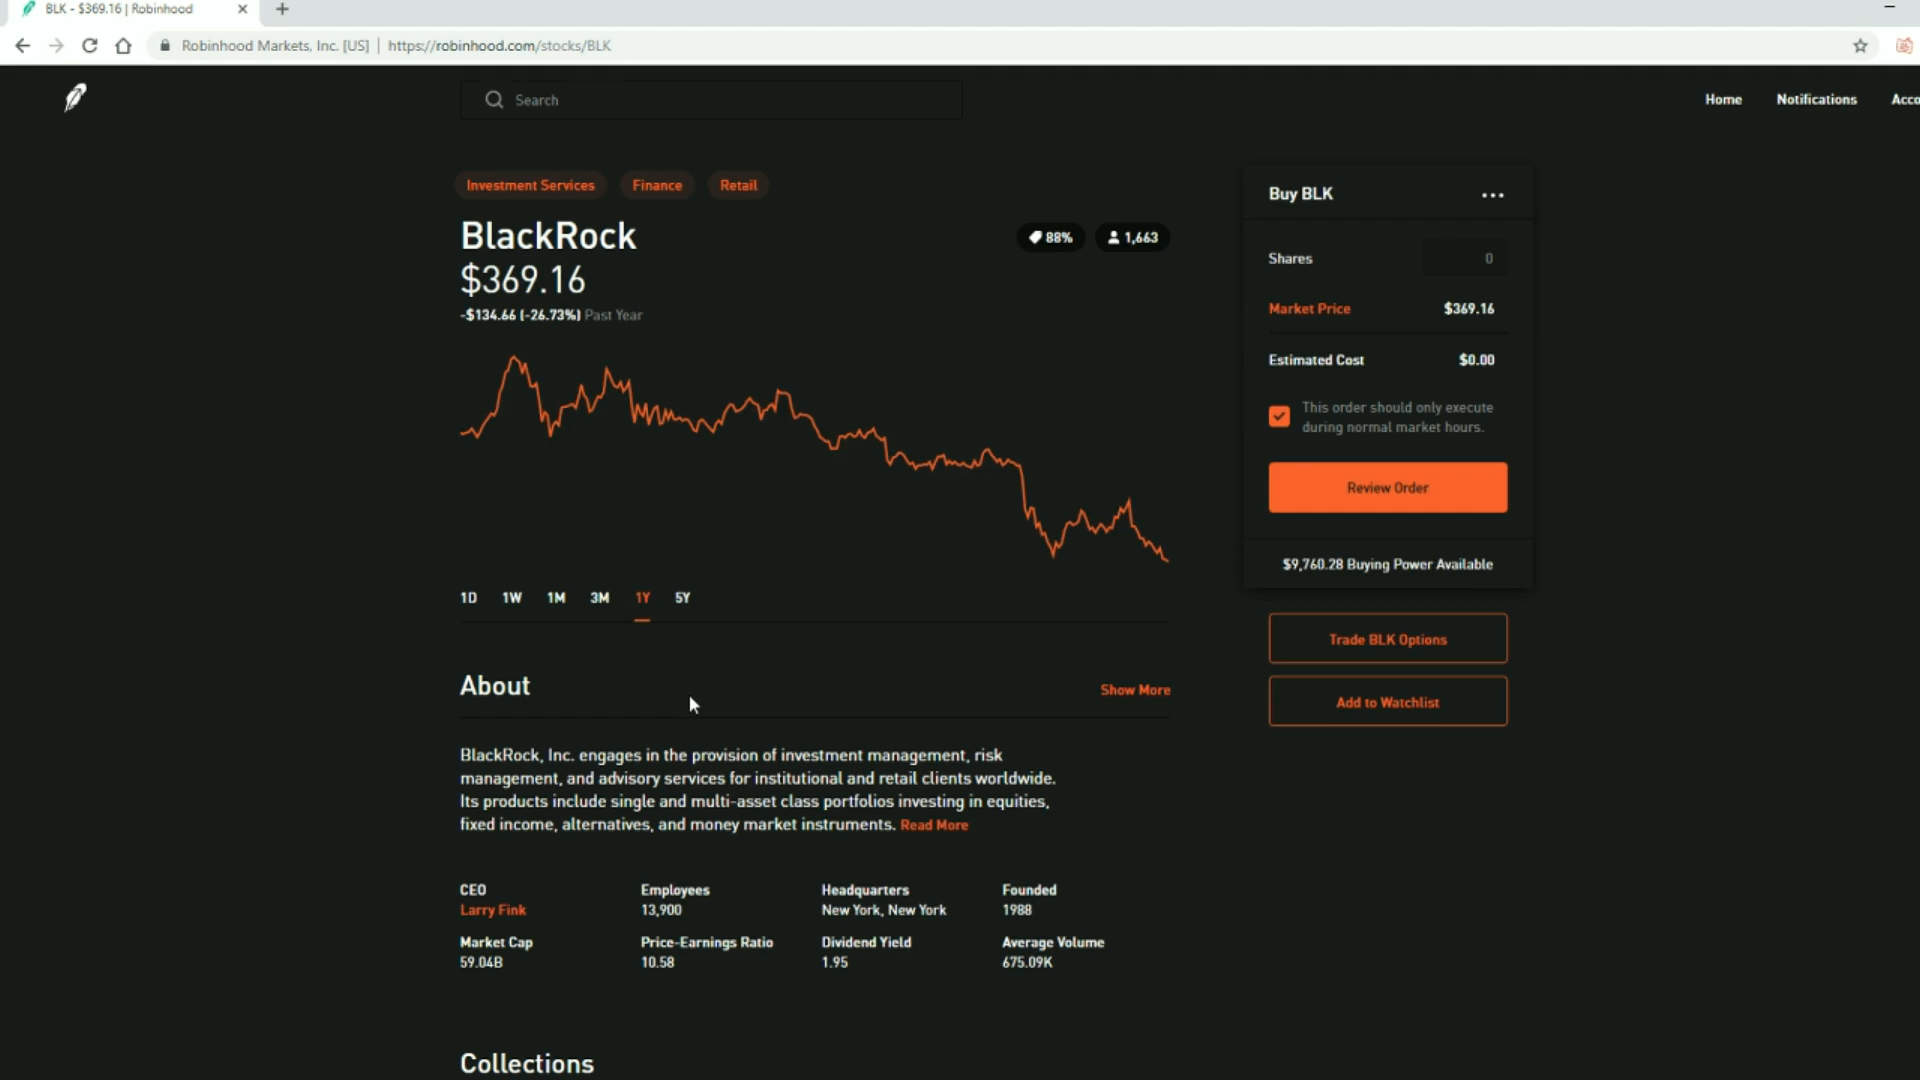 BLK - $369.16 | Robinhood
Robinhood Markets, Inc. [US] | https://robinhood.com/stocks/BLK
Search
Home Notifications Acco
Investment Services Finance Retail
BlackRock
88% 1,663
$369.16
-$134.66 (-26.73%) Past Year
1D 1W 1M 3M 1Y 5Y
Buy BLK
Shares 0
Market Price $369.16
Estimated Cost $0.00
This order should only execute
during normal market hours.
Review Order
$9,760.28 Buying Power Available
Trade BLK Options
Add to Watchlist
About
Show More
BlackRock, Inc. engages in the provision of investment management, risk
management, and advisory services for institutional and retail clients worldwide.
Its products include single and multi-asset class portfolios investing in equities,
fixed income, alternatives, and money market instruments. Read More
CEO Employees Headquarters Founded
Larry Fink 13,900 New York, New York 1988
Market Cap Price-Earnings Ratio Dividend Yield Average Volume
59.04B 10.58 1.95 675.09K
Collections